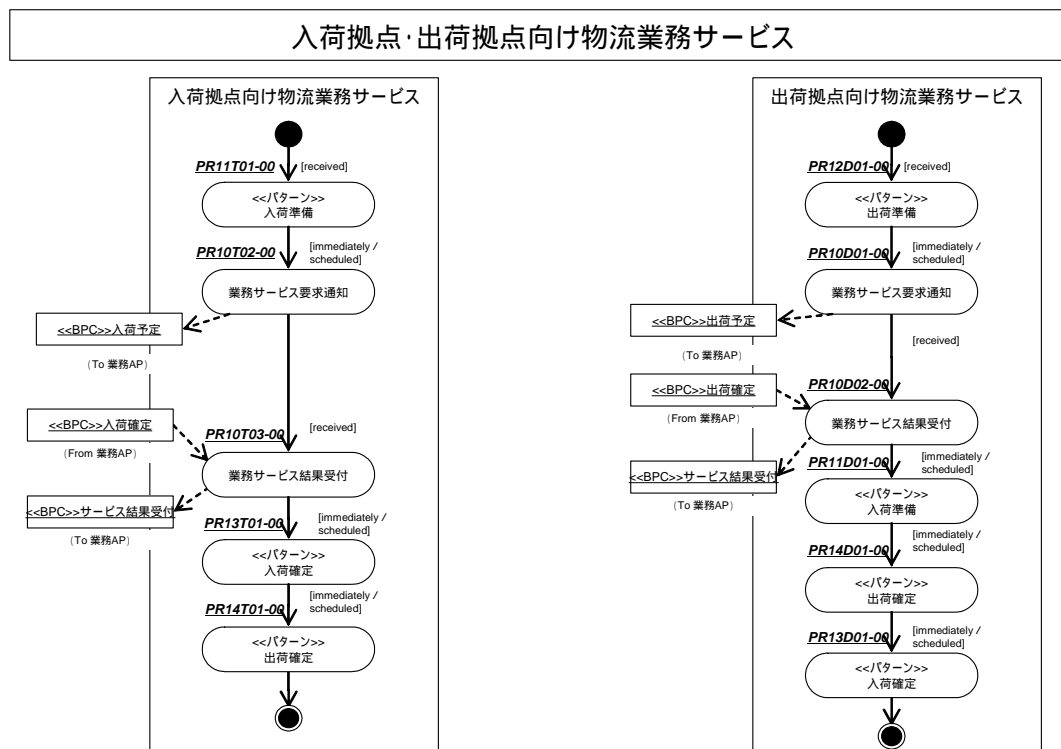 入荷拠点・出荷拠点向け物流業務サービス
入荷拠点向け物流業務サービス
PR11T01-00
[received]
<<パターン>>
入荷準備
PR10T02-00
[immediately /
scheduled]
業務サービス要求通知
<<BPC>>入荷予定
(To 業務AP)
<<BPC>>入荷確定
(From 業務AP)
PR10T03-00
[received]
業務サービス結果受付
<<BPC>>サービス結果受付
(To 業務AP)
PR13T01-00
[immediately /
scheduled]
<<パターン>>
入荷確定
PR14T01-00
[immediately /
scheduled]
<<パターン>>
出荷確定
出荷拠点向け物流業務サービス
PR12D01-00
[received]
<<パターン>>
出荷準備
PR10D01-00
[immediately /
scheduled]
業務サービス要求通知
<<BPC>>出荷予定
(To 業務AP)
[received]
<<BPC>>出荷確定
(From 業務AP)
PR10D02-00
業務サービス結果受付
<<BPC>>サービス結果受付
(To 業務AP)
PR11D01-00
[immediately /
scheduled]
<<パターン>>
入荷準備
PR14D01-00
[immediately /
scheduled]
<<パターン>>
出荷確定
PR13D01-00
[immediately /
scheduled]
<<パターン>>
入荷確定